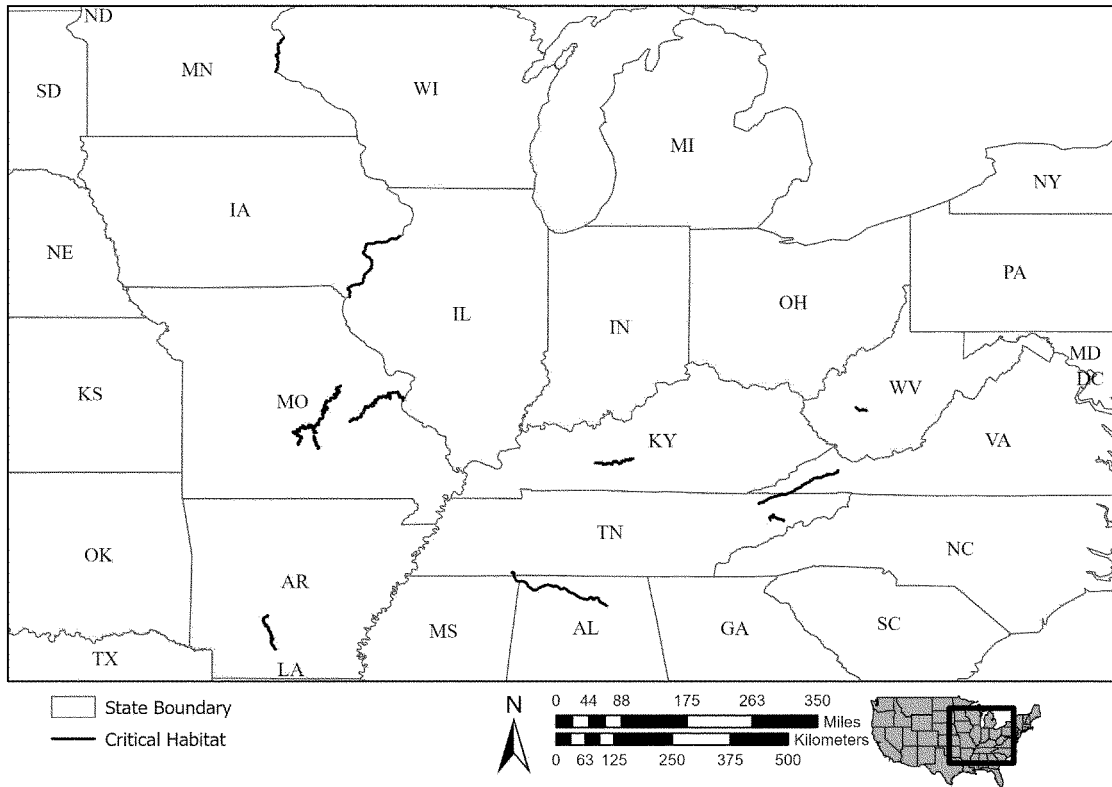 ND
MN
SD
WI
MI
NY
IA
NE
PA
IL
IN
OH
MD
DC
WV
KS
MO
KY
VA
TN
NC
OK
AR
MS
AL
GA
SC
TX
LA
State Boundary
Critical Habitat
N
0 44 88 175 263 350
Miles
Kilometers
0 63 125 250 375 500